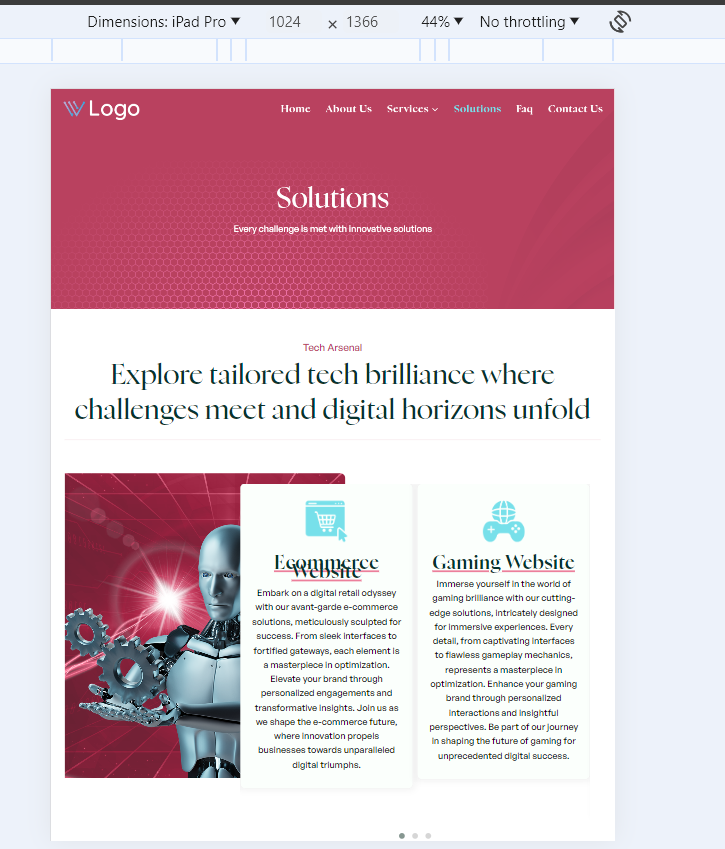 Dimensions: iPad Pro ▼ 1024 × 1366 44% ▼ No throttling ▼
Logo
Home About Us Services Solutions Faq Contact Us
Solutions
Every challenge is met with innovative solutions
Tech Arsenal
Explore tailored tech brilliance where
challenges meet and digital horizons unfold
Ecommerce
Website
Embark on a digital retail odyssey
with our avant-garde e-commerce
solutions, meticulously sculpted for
success. From sleek interfaces to
fortified gateways, each element is
a masterpiece in optimization.
Elevate your brand through
personalized engagements and
transformative insights. Join us as
we shape the e-commerce future,
where innovation propels
businesses towards unparalleled
digital triumphs.
Gaming Website
Immerse yourself in the world of
gaming brilliance with our cutting-
edge solutions, intricately designed
for immersive experiences. Every
detail, from captivating interfaces
to flawless gameplay mechanics,
represents a masterpiece in
optimization. Enhance your gaming
brand through personalized
interactions and insightful
perspectives. Be part of our journey
in shaping the future of gaming for
unprecedented digital success.